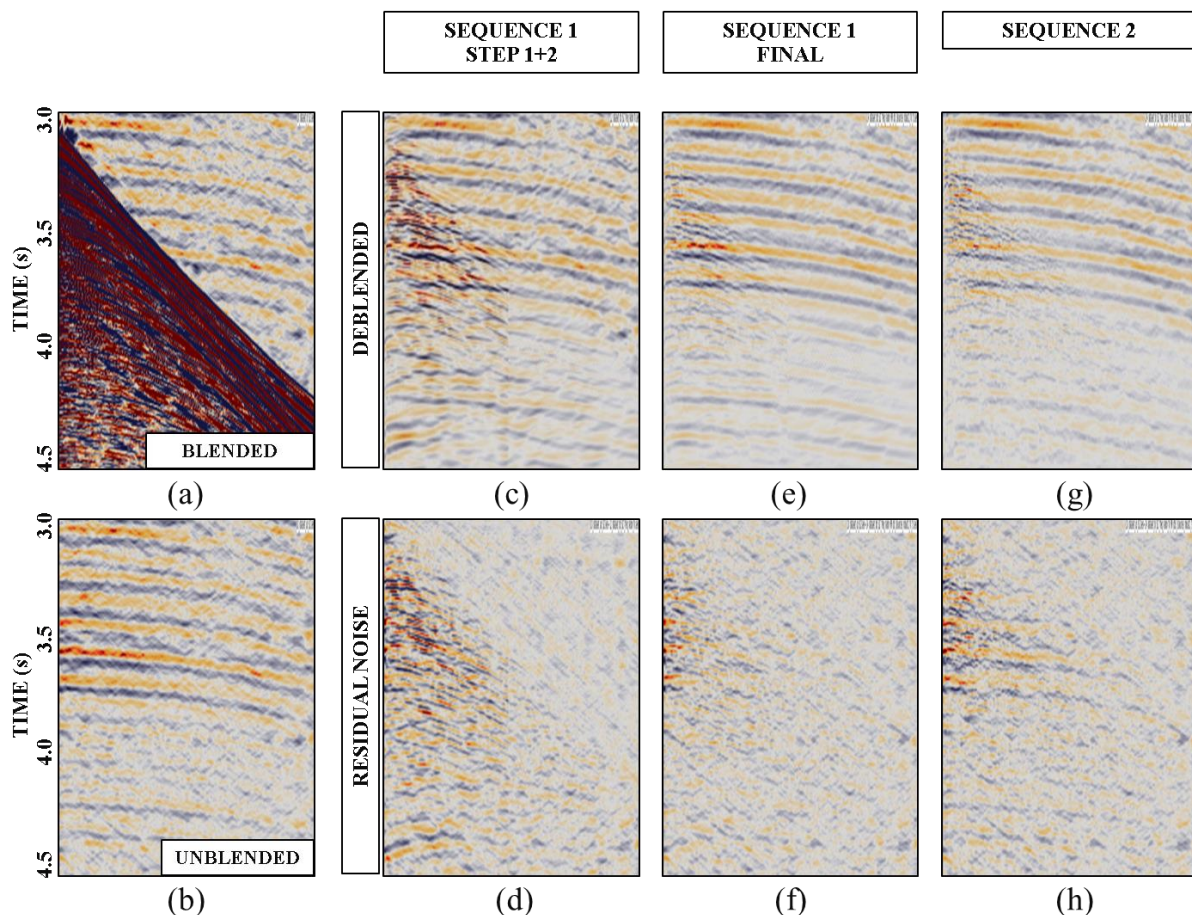 SEQUENCE 1
STEP 1+2
SEQUENCE 1
FINAL
SEQUENCE 2
TIME (s)
3.0
3.5
4.0
4.5
BLENDED
DEBLENDED
(a)
(c)
(e)
(g)
TIME (s)
3.0
3.5
4.0
4.5
UNBLENDED
RESIDUAL NOISE
(b)
(d)
(f)
(h)